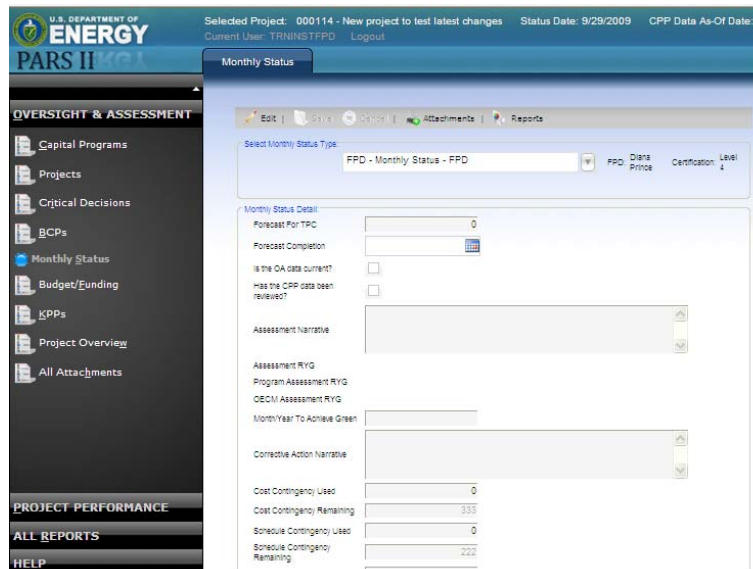 U.S. DEPARTMENT OF
ENERGY
PARS II
Selected Project: 000114 - New project to test latest changes Status Date: 9/29/2009 CPP Data As-Of Date:
Current User: TRNINSTFPD Logout
Monthly Status
OVERSIGHT & ASSESSMENT
Capital Programs
Projects
Critical Decisions
BCPs
Monthly Status
Budget/Funding
KPPs
Project Overview
All Attachments
PROJECT PERFORMANCE
ALL REPORTS
HELP
Edit | Save Cancel | Attachments | Reports
Select Monthly Status Type:
FPD - Monthly Status - FPD
FPD: Diana Prince Certification: Level 4
Monthly Status Detail:
Forecast For TPC 0
Forecast Completion
Is the OA data current?
Has the CPP data been
reviewed?
Assessment Narrative
Assessment RYG
Program Assessment RYG
OECM Assessment RYG
Month/Year To Achieve Green
Corrective Action Narrative
Cost Contingency Used 0
Cost Contingency Remaining 333
Schedule Contingency Used 0
Schedule Contingency
Remaining 222